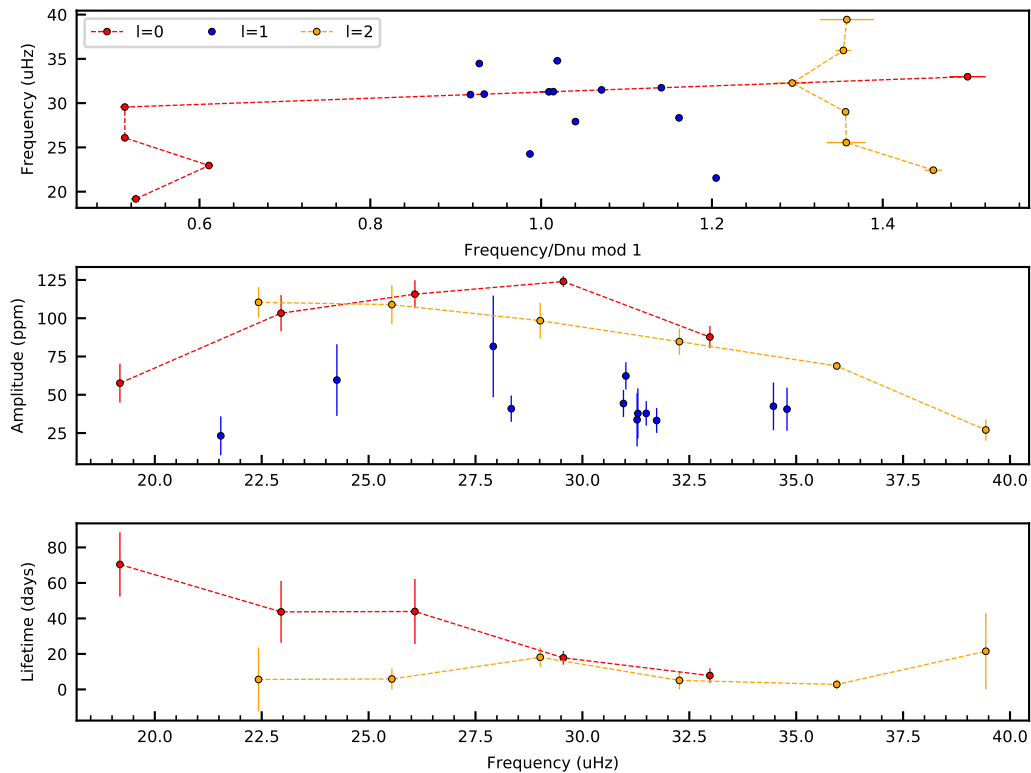 40
35
30
25
20
Frequency (uHz)
l=0 l=1 l=2
0.6 0.8 1.0 1.2 1.4
Frequency/Dnu mod 1
125
100
75
50
25
Amplitude (ppm)
20.0 22.5 25.0 27.5 30.0 32.5 35.0 37.5 40.0
80
60
40
20
0
Lifetime (days)
20.0 22.5 25.0 27.5 30.0 32.5 35.0 37.5 40.0
Frequency (uHz)